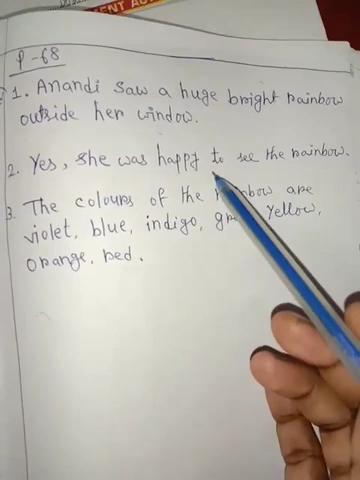 P-68
1. Anandi saw a huge bright rainbow
outside her window.
2. Yes, she was happy to see the rainbow.
3. The colours of the rainbow are
violet, blue, indigo, yellow,
orange, red.